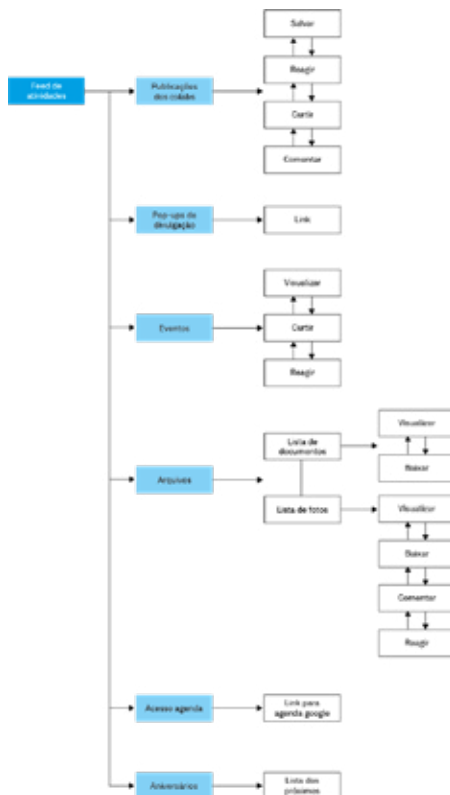 Salvar
Feed de
atividades
Publicações
dos colabs
Reagir
Curtir
Comentar
Pop-ups de
divulgação
Link
Visualizar
Eventos
Curtir
Reagir
Lista de
documentos
Visualizar
Baixar
Arquivos
Lista de fotos
Visualizar
Baixar
Comentar
Reagir
Acesso agenda
Link para
agenda google
Aniversários
Lista dos
próximos